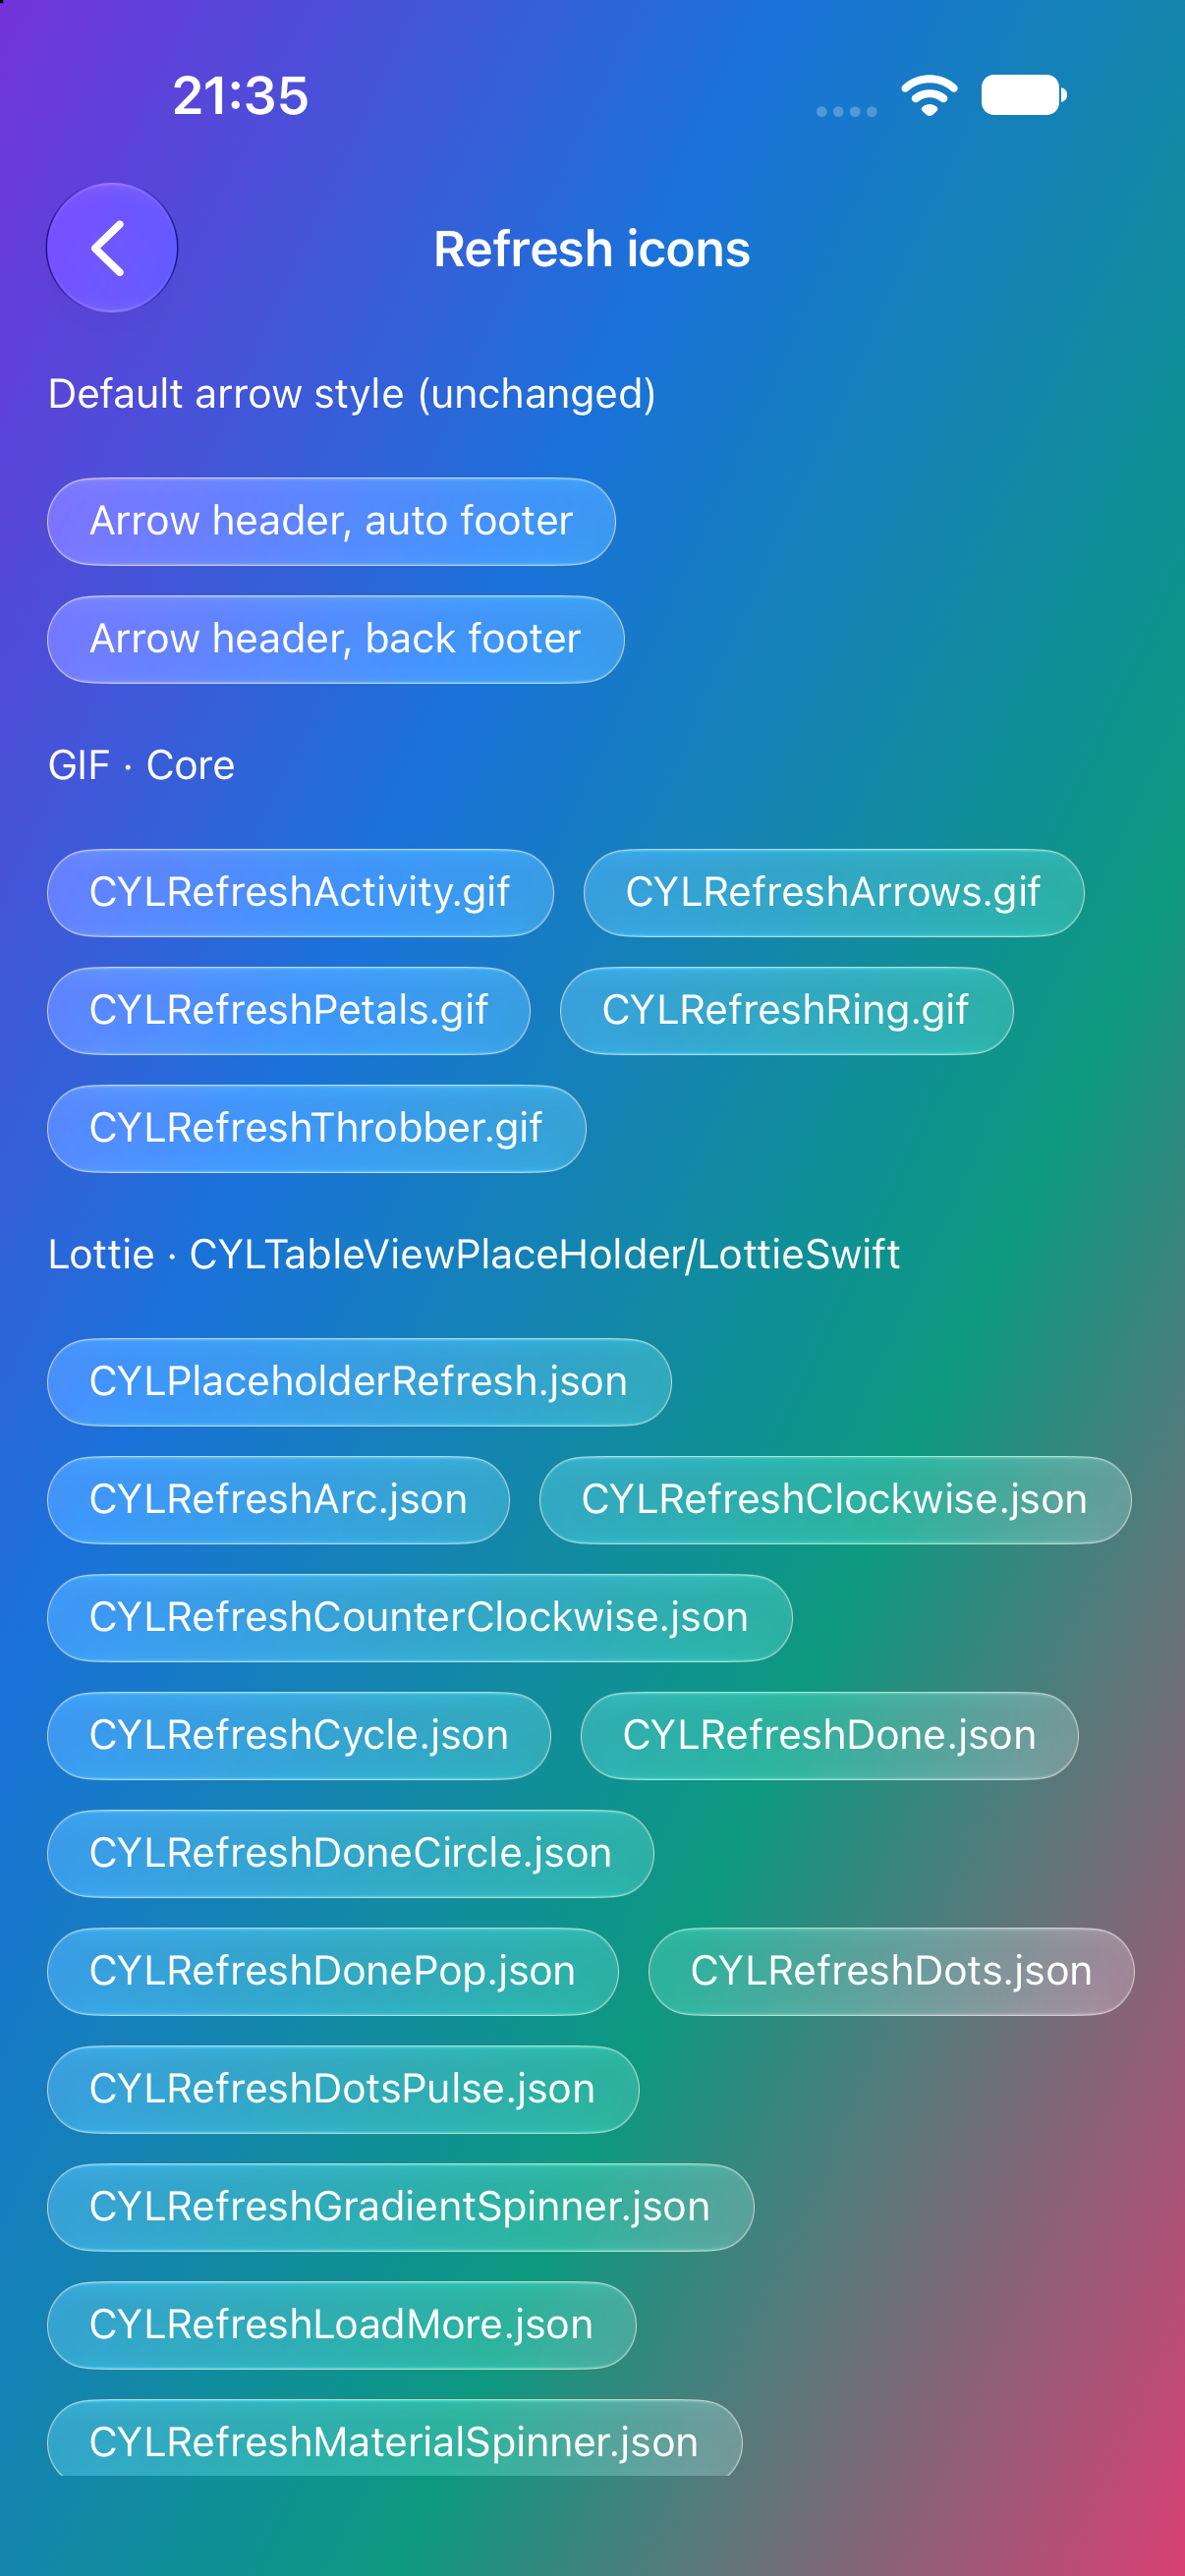 21:35
Refresh icons
Default arrow style (unchanged)
Arrow header, auto footer
Arrow header, back footer
GIF · Core
CYLRefreshActivity.gif
CYLRefreshArrows.gif
CYLRefreshPetals.gif
CYLRefreshRing.gif
CYLRefreshThrobber.gif
Lottie · CYLTableViewPlaceHolder/LottieSwift
CYLPlaceholderRefresh.json
CYLRefreshArc.json
CYLRefreshClockwise.json
CYLRefreshCounterClockwise.json
CYLRefreshCycle.json
CYLRefreshDone.json
CYLRefreshDoneCircle.json
CYLRefreshDonePop.json
CYLRefreshDots.json
CYLRefreshDotsPulse.json
CYLRefreshGradientSpinner.json
CYLRefreshLoadMore.json
CYLRefreshMaterialSpinner.json